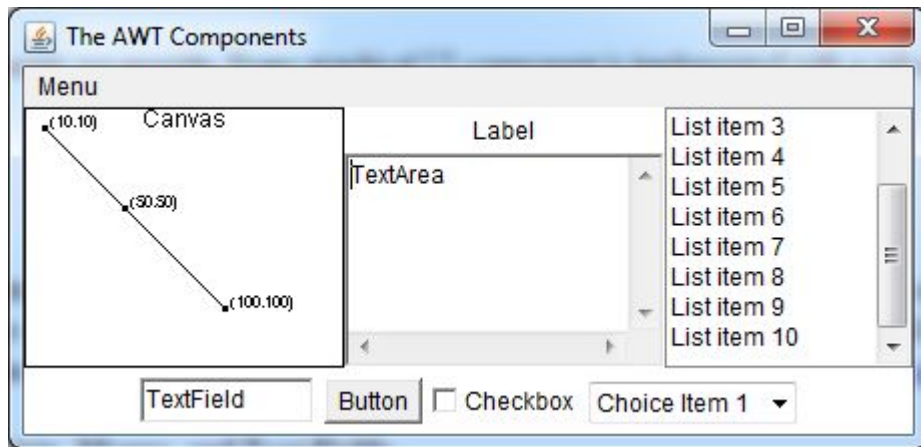 The AWT Components
Menu
Canvas
(10.10)
(50.50)
(100.100)
Label
TextArea
List item 3
List item 4
List item 5
List item 6
List item 7
List item 8
List item 9
List item 10
TextField
Button
Checkbox
Choice Item 1